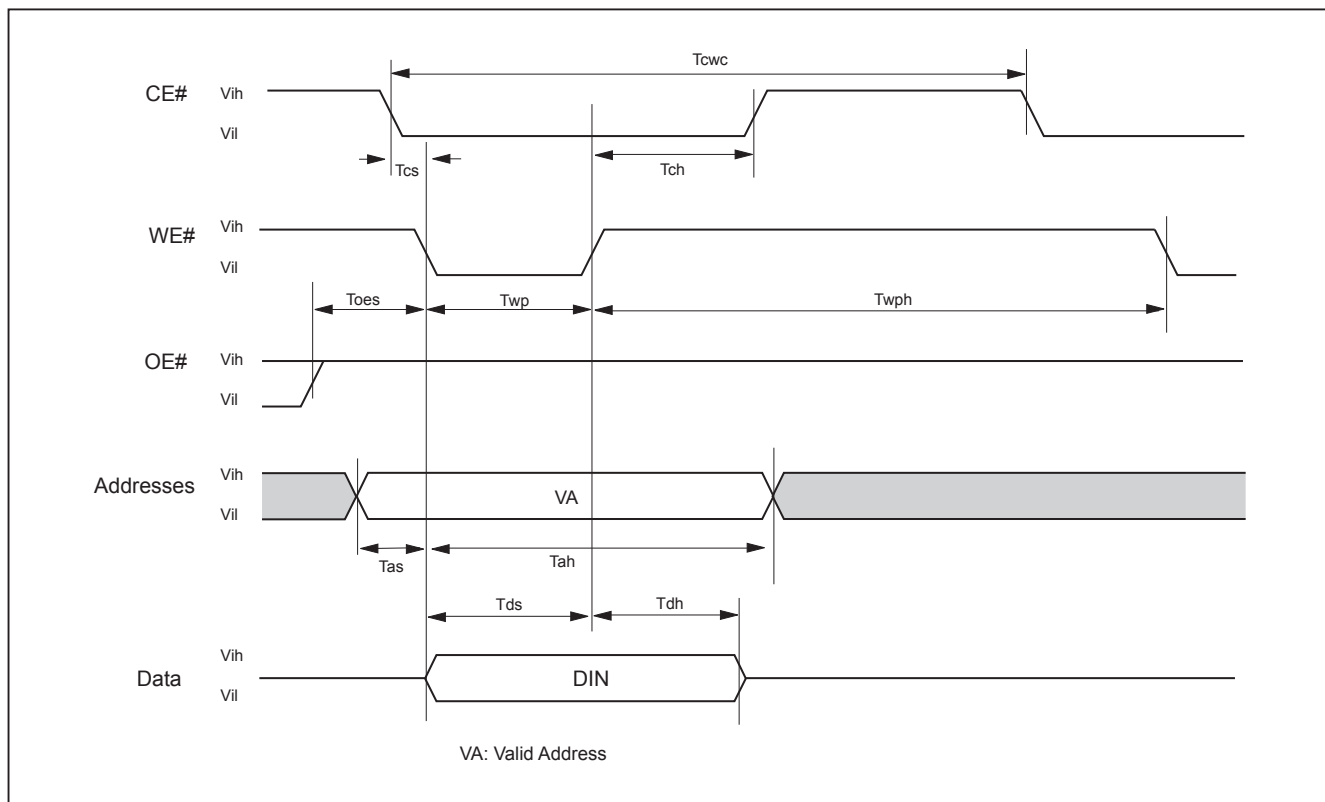 Tcwc
CE#
Vih
Vil
Tcs
Tch
WE#
Vih
Vil
Toes
Twp
Twph
OE#
Vih
Vil
Addresses
Vih
Vil
VA
Tas
Tah
Tds
Tdh
Data
Vih
Vil
DIN
VA: Valid Address